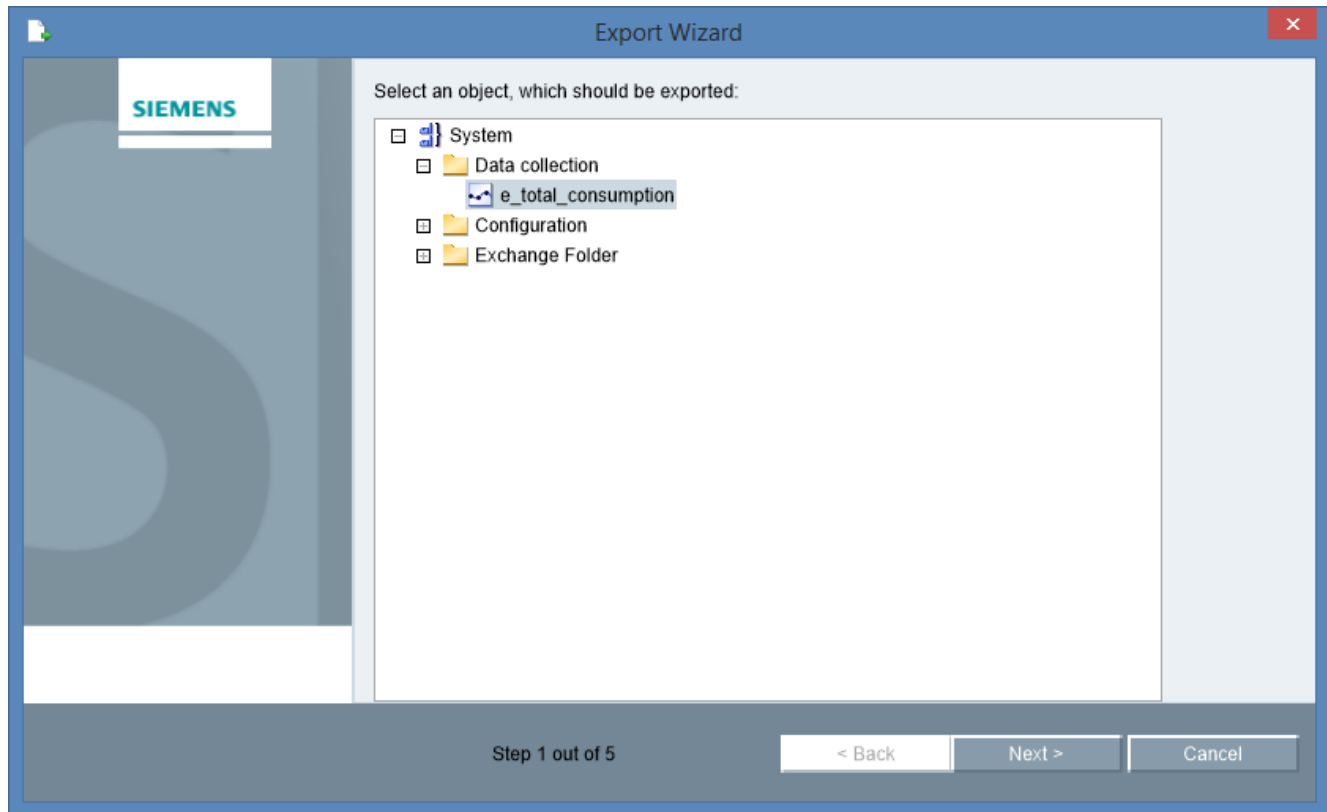 Export Wizard
SIEMENS
Select an object, which should be exported:
System
Data collection
e_total_consumption
Configuration
Exchange Folder
Step 1 out of 5
< Back
Next >
Cancel